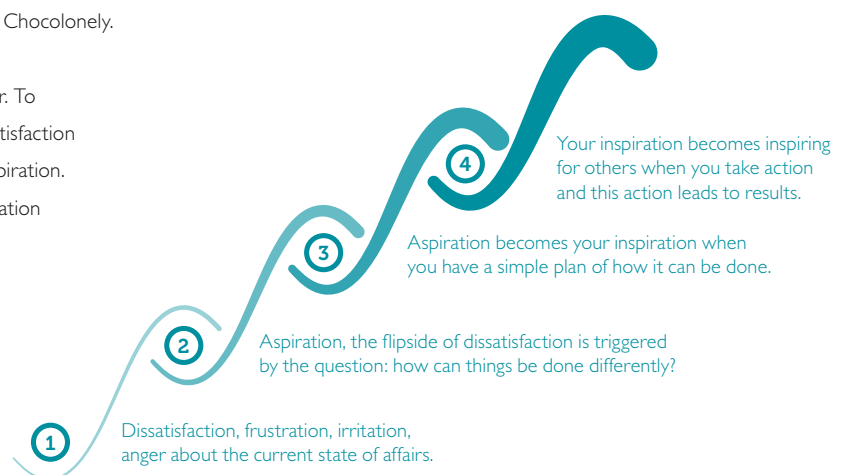 Chocolonely.
r. To
tisfaction
piration.
ation
4
Your inspiration becomes inspiring
for others when you take action
and this action leads to results.
3
Aspiration becomes your inspiration when
you have a simple plan of how it can be done.
2
Aspiration, the flipside of dissatisfaction is triggered
by the question: how can things be done differently?
1
Dissatisfaction, frustration, irritation,
anger about the current state of affairs.